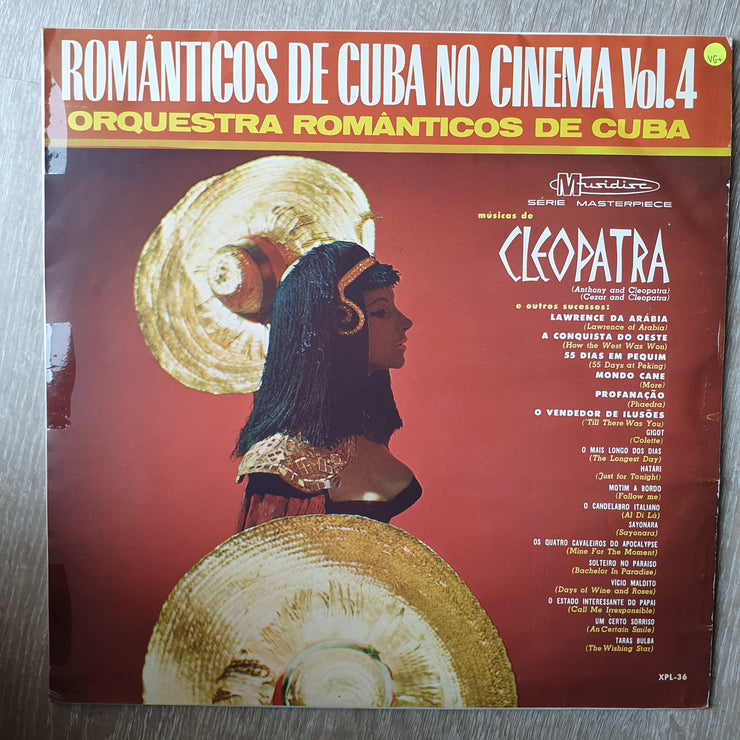 ROMÂNTICOS DE CUBA NO CINEMA Vol.4
VG+
ORQUESTRA ROMÂNTICOS DE CUBA
Musidisc
SÉRIE MASTERPIECE
músicas de
CLEOPATRA
(Anthony and Cleopatra)
(Cezar and Cleopatra)
e outros sucessos:
LAWRENCE DA ARÁBIA
(Lawrence of Arabia)
A CONQUISTA DO OESTE
(How the West Was Won)
55 DIAS EM PEQUIM
(55 Days at Peking)
MONDO CANE
(More)
PROFANAÇÃO
(Phaedra)
O VENDEDOR DE ILUSÕES
('Till There Was You)
GIGOT
(Colette)
O MAIS LONGO DOS DIAS
(The Longest Day)
HATARI
(Just for Tonight)
MOTIM A BORDO
(Follow me)
O CANDELABRO ITALIANO
(Al Di Là)
SAYONARA
(Sayonara)
OS QUATRO CAVALEIROS DO APOCALYPSE
(Mine For The Moment)
SOLTEIRO NO PARAISO
(Bachelor In Paradise)
VÍCIO MALDITO
(Days of Wine and Roses)
O ESTADO INTERESSANTE DO PAPAI
(Call Me Irresponsible)
UM CERTO SORRISO
(An Certain Smile)
TARAS BULBA
(The Wishing Star)
XPL-36